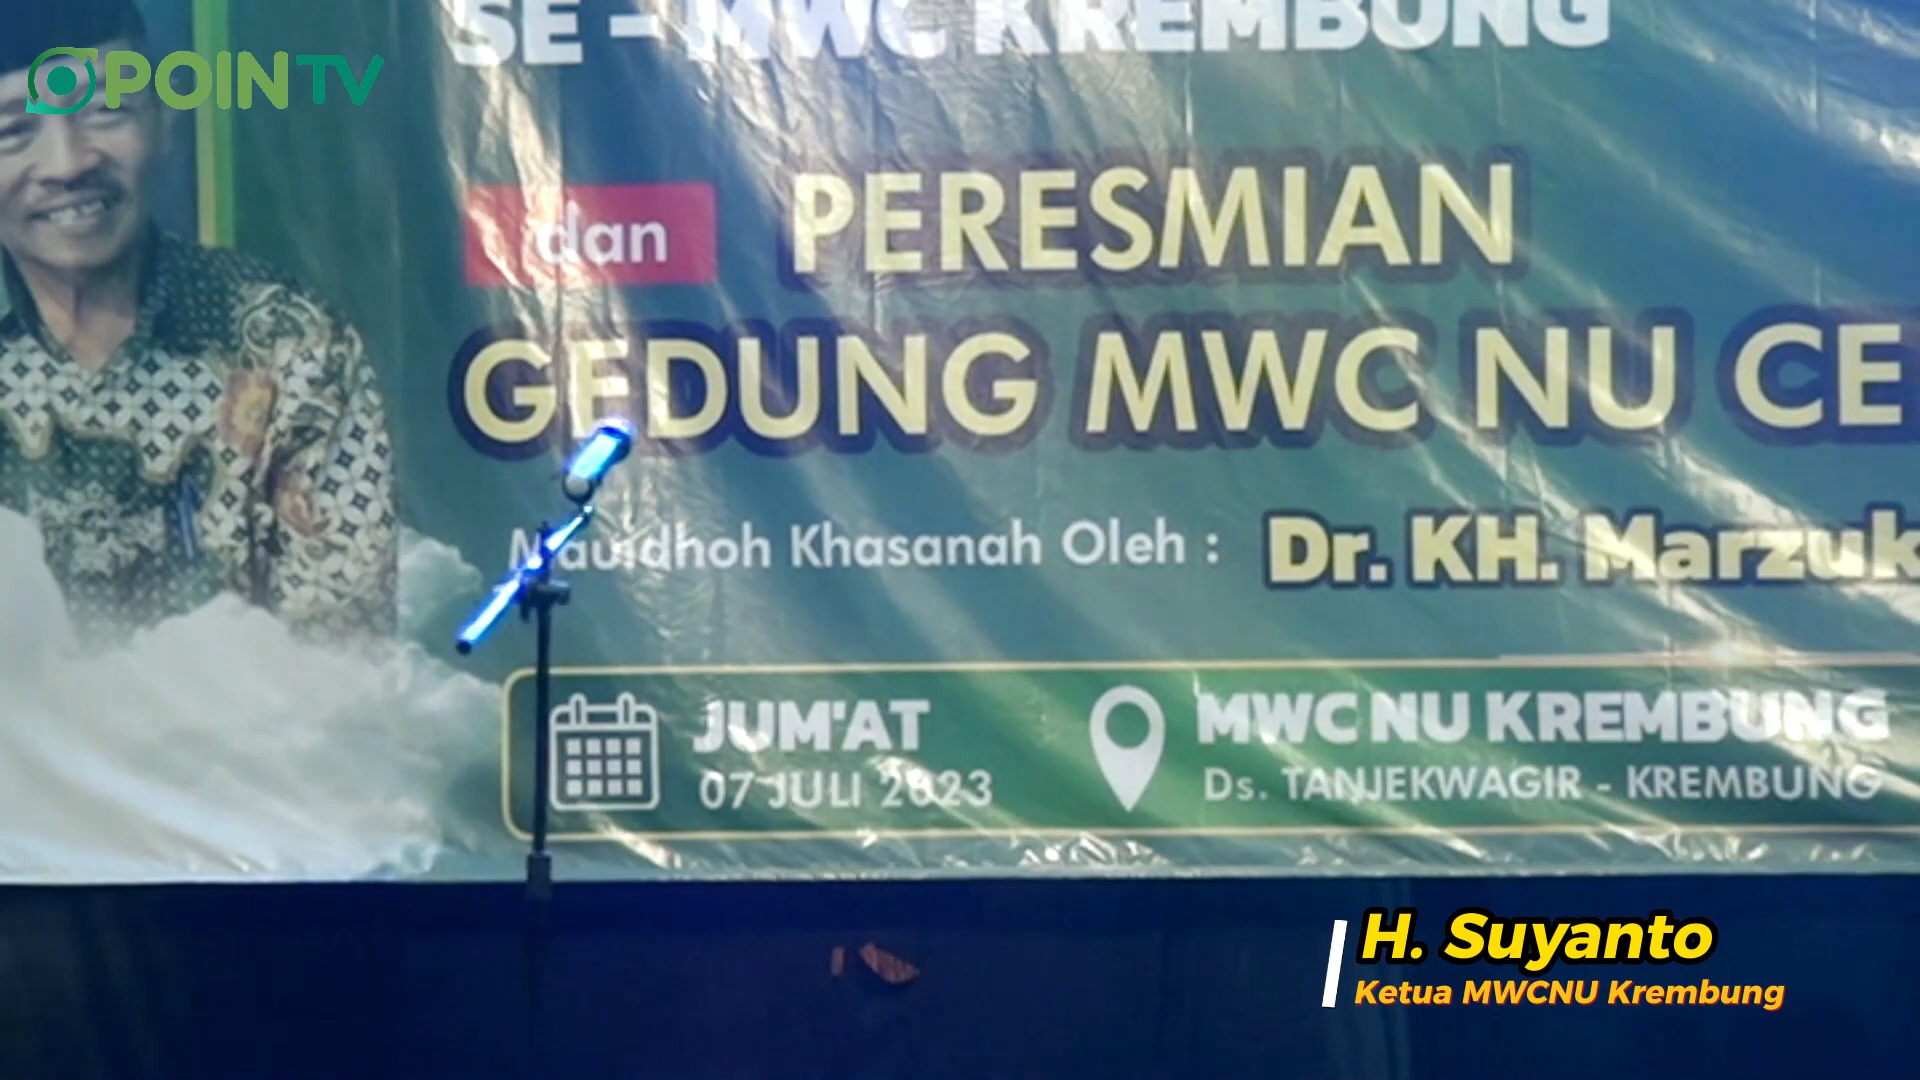 POINTV
SE - MWC KREMBUNG
dan PERESMIAN
GEDUNG MWC NU CE
Mauidhoh Khasanah Oleh :
Dr. KH. Marzuk
JUM'AT
07 JULI 2023
MWC NU KREMBUNG
Ds. TANJEKWAGIR - KREMBUNG
H. Suyanto
Ketua MWCNU Krembung